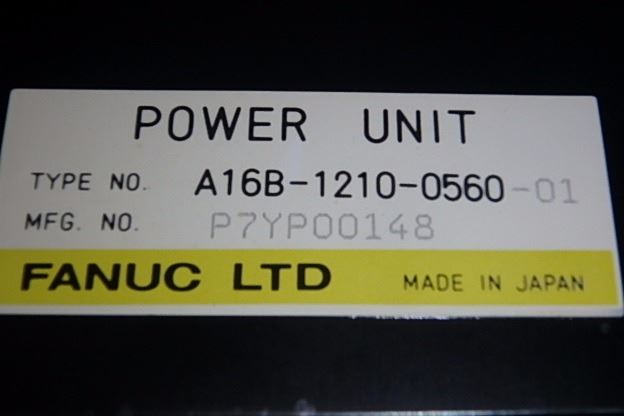 POWER UNIT
TYPE NO. A16B-1210-0560-01
MFG. NO. P7YP00148
FANUC LTD MADE IN JAPAN